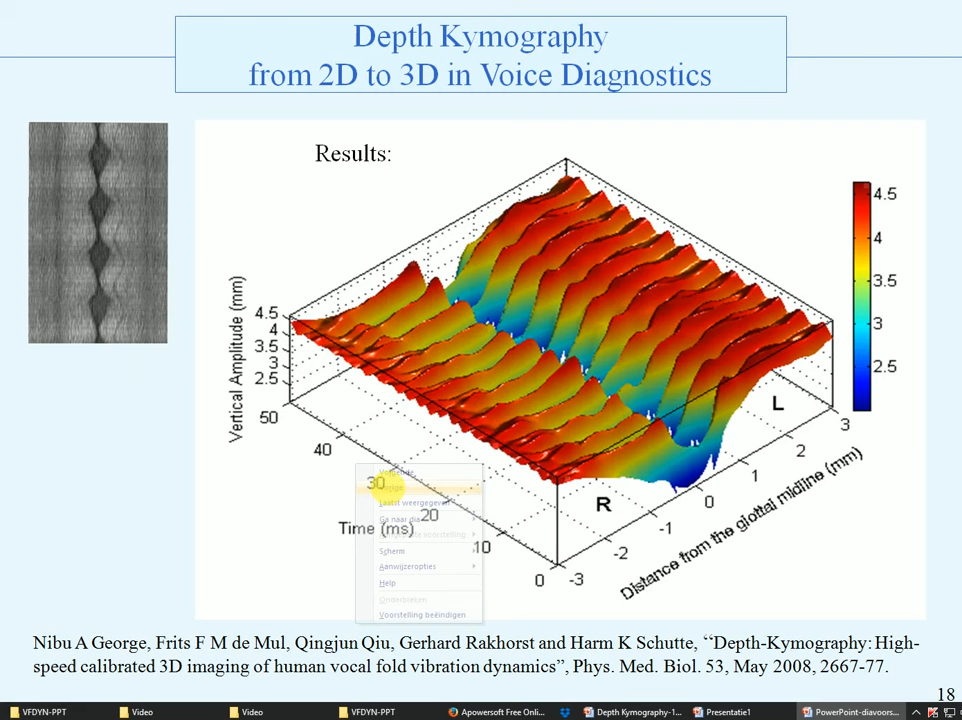 Depth Kymography
from 2D to 3D in Voice Diagnostics
Results:
4.5
4
3.5
3
2.5
Vertical Amplitude (mm)
4.5
4
3.5
3
2.5
50
40
30
20
10
0
Time (ms)
L
R
3
2
1
0
-1
-2
-3
Distance from the glottal midline (mm)
Volgende
Laatst weergegeven
Ga naar dia
Scherm
Aanwijzeropties
Help
Onderbreken
Voorstelling beëindigen
Nibu A George, Frits F M de Mul, Qingjun Qiu, Gerhard Rakhorst and Harm K Schutte, “Depth-Kymography: High-
speed calibrated 3D imaging of human vocal fold vibration dynamics”, Phys. Med. Biol. 53, May 2008, 2667-77.
18
VFDYN-PPT
Video
Video
VFDYN-PPT
Apowersoft Free Onli...
Depth Kymography-1...
Presentatie1
PowerPoint-diavoors...